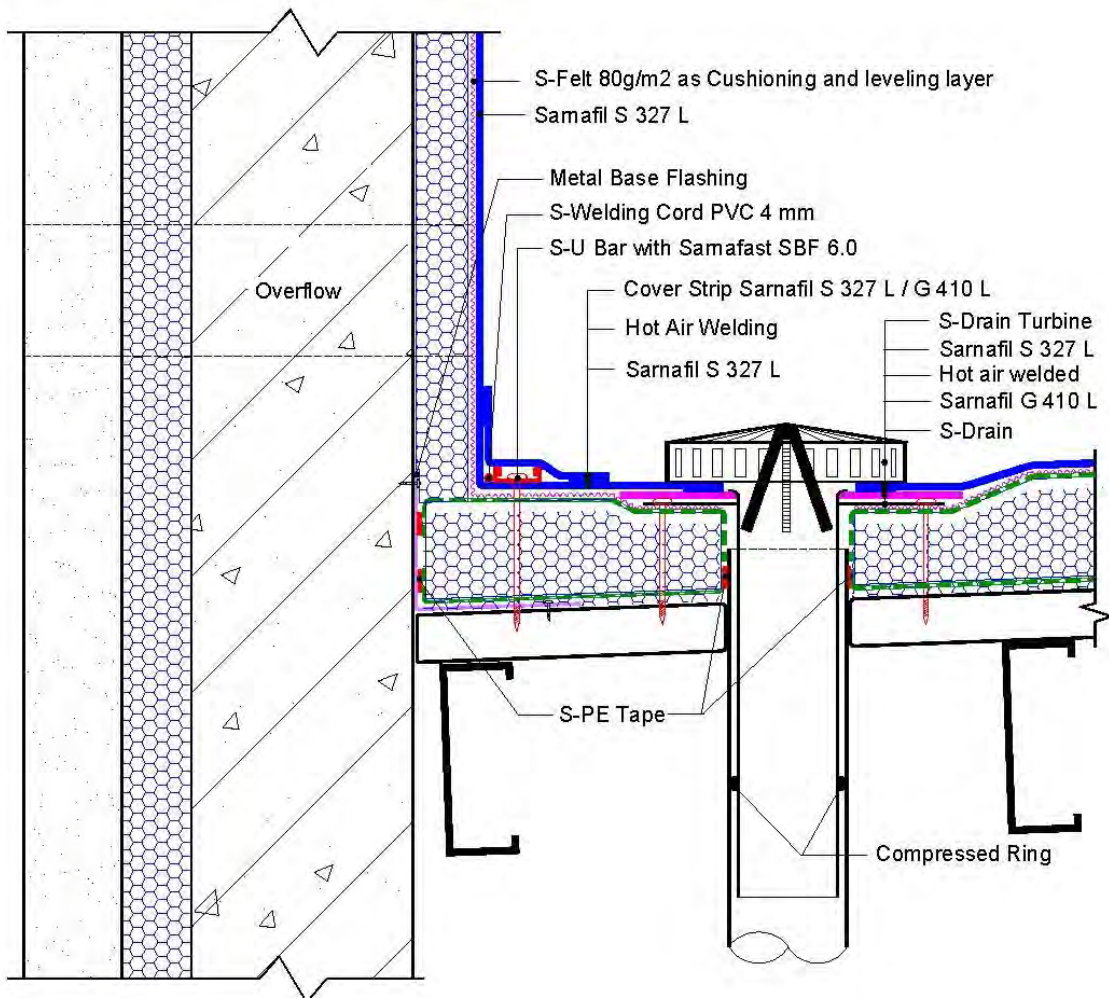 S-Felt 80g/m2 as Cushioning and leveling layer
Sarnafil S 327 L
Metal Base Flashing
S-Welding Cord PVC 4 mm
S-U Bar with Sarnafast SBF 6.0
Overflow
Cover Strip Sarnafil S 327 L / G 410 L
Hot Air Welding
Sarnafil S 327 L
S-Drain Turbine
Sarnafil S 327 L
Hot air welded
Sarnafil G 410 L
S-Drain
S-PE Tape
Compressed Ring